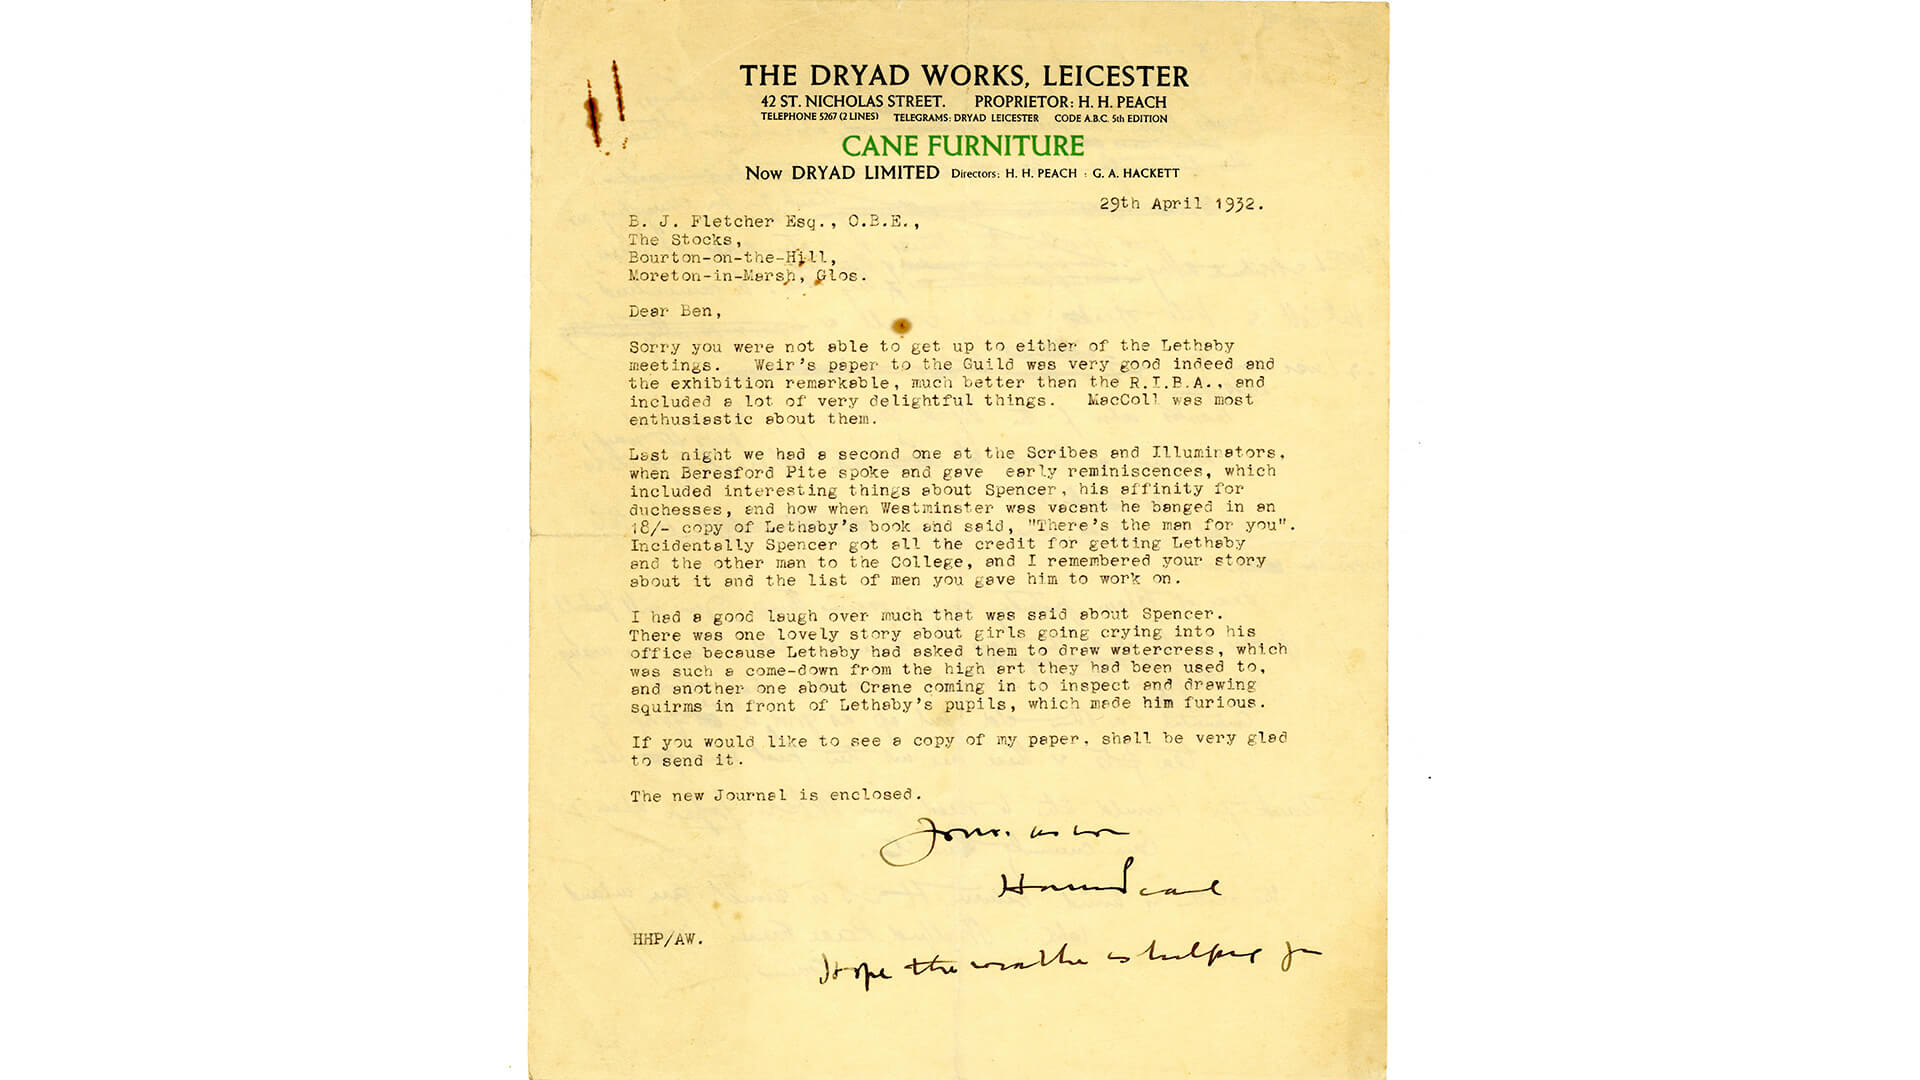 THE DRYAD WORKS, LEICESTER
42 ST. NICHOLAS STREET. PROPRIETOR: H. H. PEACH
TELEPHONE 5267 (2 LINES) TELEGRAMS: DRYAD LEICESTER CODE A.B.C. 5th EDITION
CANE FURNITURE
Now DRYAD LIMITED Directors: H. H. PEACH : G. A. HACKETT
29th April 1932.
B. J. Fletcher Esq., O.B.E.,
The Stocks,
Bourton-on-the-Hill,
Moreton-in-Marsh, Glos.
Dear Ben,
Sorry you were not able to get up to either of the Lethaby
meetings. Weir's paper to the Guild was very good indeed and
the exhibition remarkable, much better than the R.I.B.A., and
included a lot of very delightful things. MacColl was most
enthusiastic about them.
Last night we had a second one at the Scribes and Illuminators,
when Beresford Pite spoke and gave early reminiscences, which
included interesting things about Spencer, his affinity for
duchesses, and how when Westminster was vacant he banged in an
18/- copy of Lethaby's book and said, "There's the man for you".
Incidentally Spencer got all the credit for getting Lethaby
and the other man to the College, and I remembered your story
about it and the list of men you gave him to work on.
I had a good laugh over much that was said about Spencer.
There was one lovely story about girls going crying into his
office because Lethaby had asked them to draw watercress, which
was such a come-down from the high art they had been used to,
and another one about Crane coming in to inspect and drawing
squirms in front of Lethaby's pupils, which made him furious.
If you would like to see a copy of my paper, shall be very glad
to send it.
The new Journal is enclosed.
Yours as ever
Harry Peach
HHP/AW.
Hope the weather is helping you